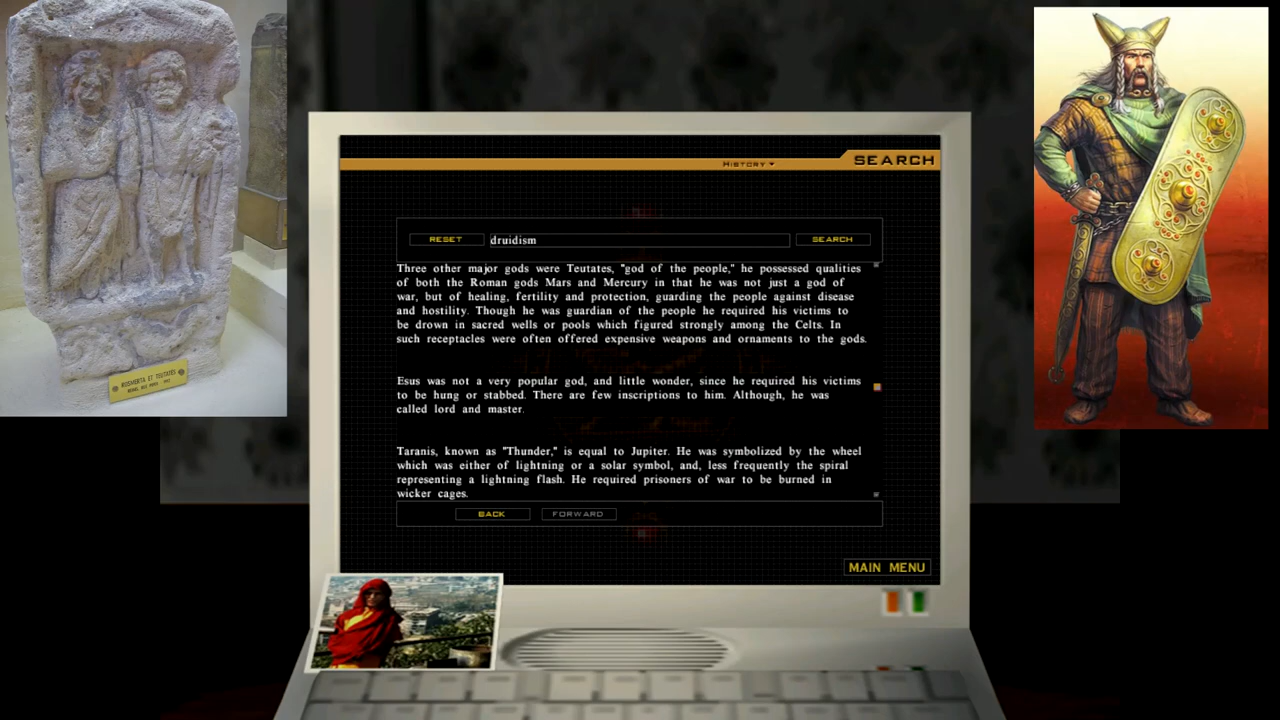 HISTORY
SEARCH
RESET
druidism
SEARCH
Three other major gods were Teutates, "god of the people," he possessed qualities
of both the Roman gods Mars and Mercury in that he was not just a god of
war, but of healing, fertility and protection, guarding the people against disease
and hostility. Though he was guardian of the people he required his victims to
be drown in sacred wells or pools which figured strongly among the Celts. In
such receptacles were often offered expensive weapons and ornaments to the gods.
Esus was not a very popular god, and little wonder, since he required his victims
to be hung or stabbed. There are few inscriptions to him. Although, he was
called lord and master.
Taranis, known as "Thunder," is equal to Jupiter. He was symbolized by the wheel
which was either of lightning or a solar symbol, and, less frequently the spiral
representing a lightning flash. He required prisoners of war to be burned in
wicker cages.
BACK
FORWARD
MAIN MENU
ROSMERTA ET TEUTATES